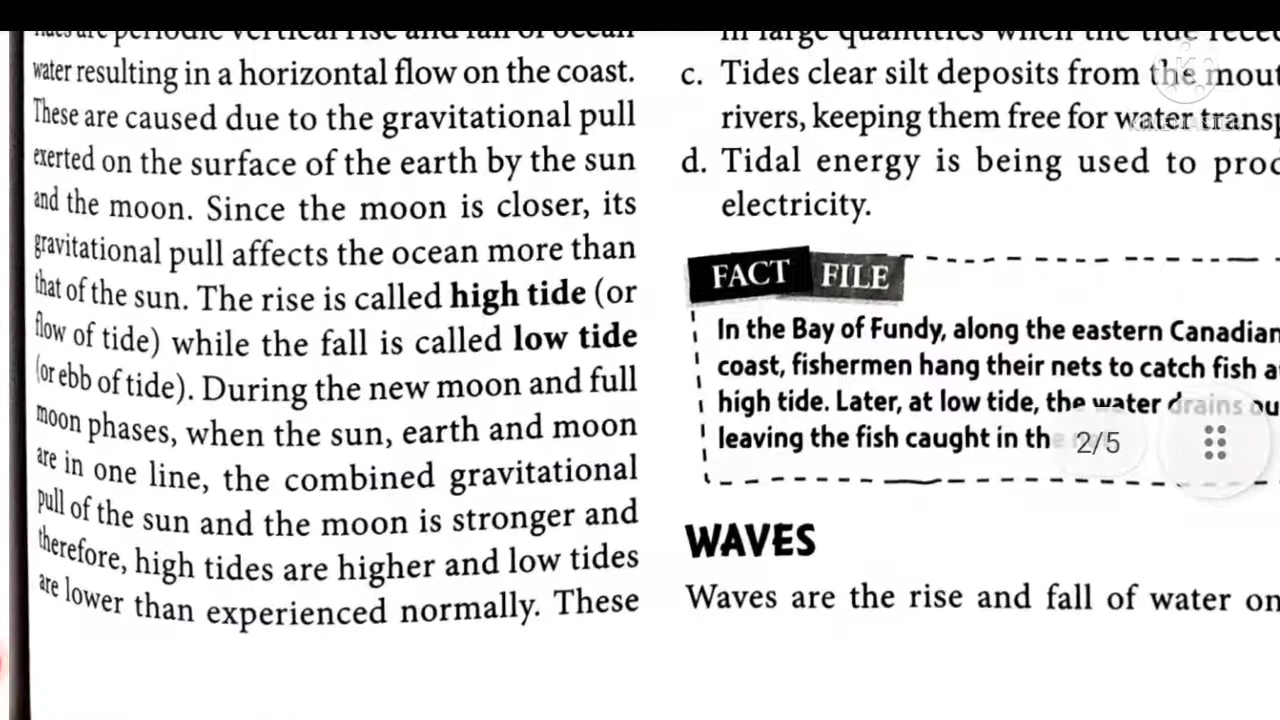 water resulting in a horizontal flow on the coast.
These are caused due to the gravitational pull
exerted on the surface of the earth by the sun
and the moon. Since the moon is closer, its
gravitational pull affects the ocean more than
that of the sun. The rise is called high tide (or
flow of tide) while the fall is called low tide
(or ebb of tide). During the new moon and full
moon phases, when the sun, earth and moon
are in one line, the combined gravitational
pull of the sun and the moon is stronger and
therefore, high tides are higher and low tides
are lower than experienced normally. These
in large quantities when the tide
c. Tides clear silt deposits from the
rivers, keeping them free for water
d. Tidal energy is being used to
electricity.
FACT FILE
In the Bay of Fundy, along the eastern Canadian
coast, fishermen hang their nets to catch fish
high tide. Later, at low tide, the water drains
leaving the fish caught in
2/5
WAVES
Waves are the rise and fall of water on
KINEMASTER